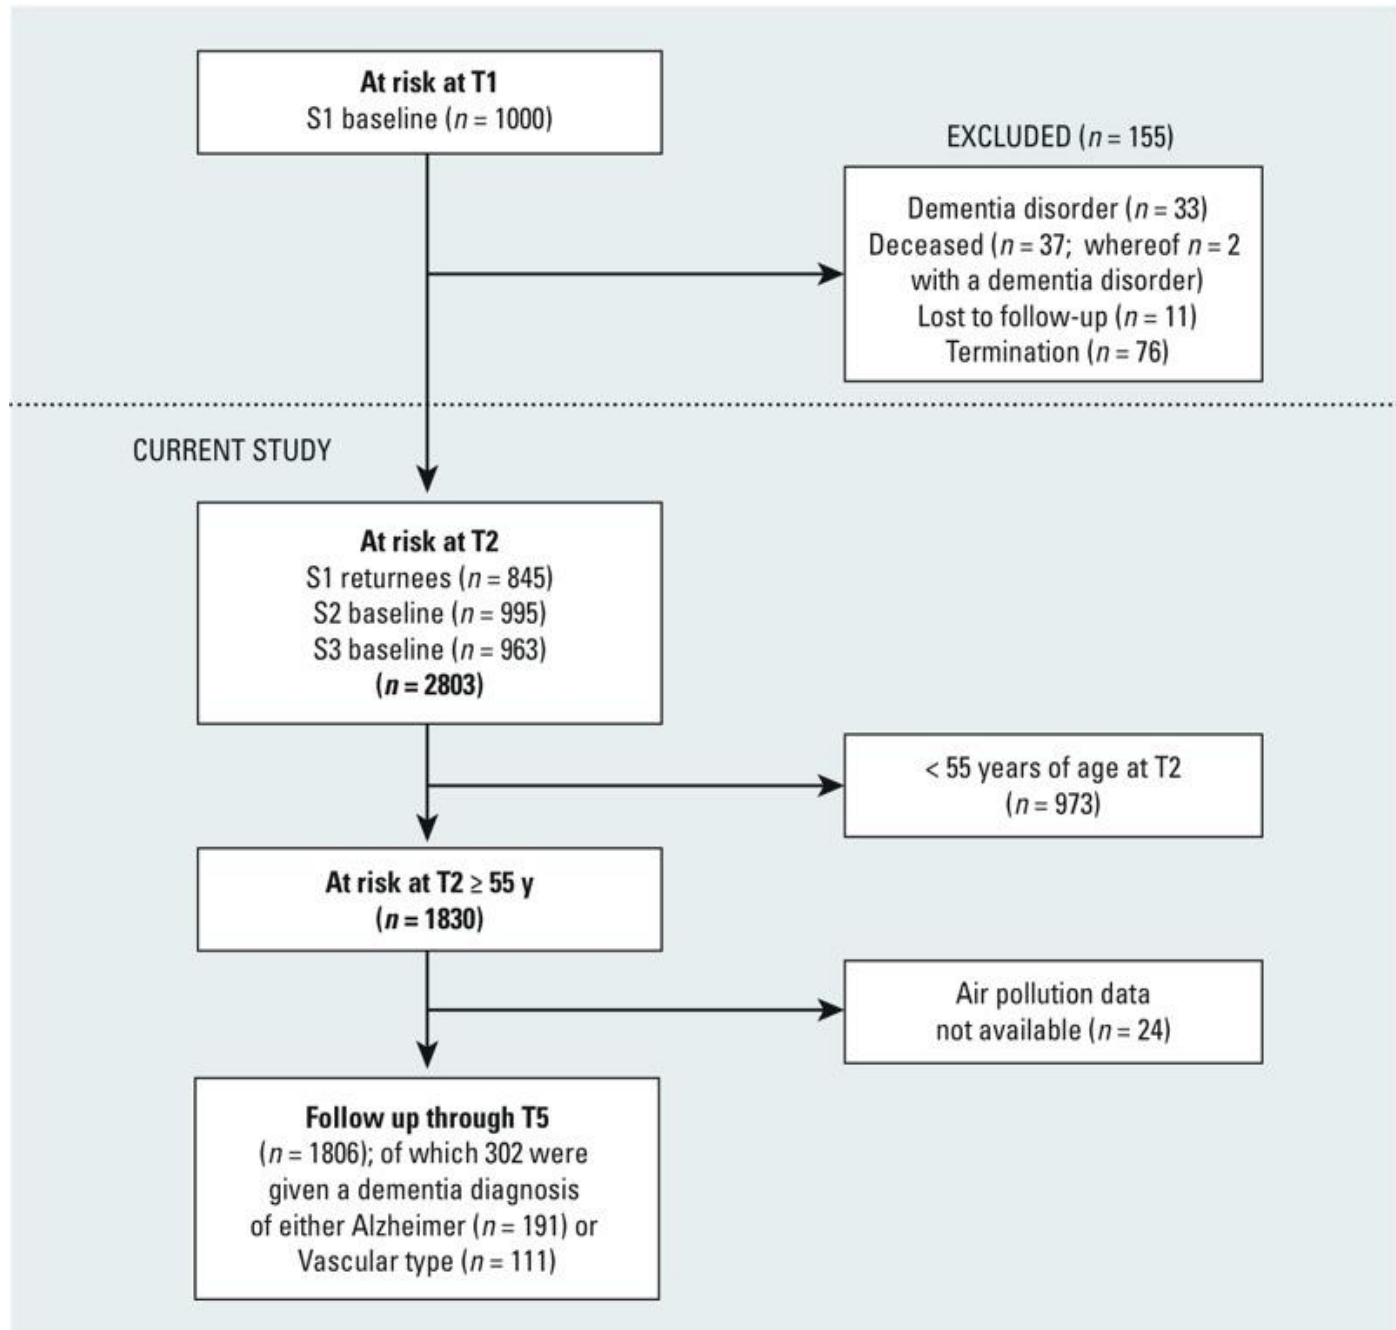 At risk at T1
S1 baseline (n = 1000)
EXCLUDED (n = 155)
Dementia disorder (n = 33)
Deceased (n = 37; whereof n = 2
with a dementia disorder)
Lost to follow-up (n = 11)
Termination (n = 76)
CURRENT STUDY
At risk at T2
S1 returnees (n = 845)
S2 baseline (n = 995)
S3 baseline (n = 963)
(n = 2803)
< 55 years of age at T2
(n = 973)
At risk at T2 ≥ 55 y
(n = 1830)
Air pollution data
not available (n = 24)
Follow up through T5
(n = 1806); of which 302 were
given a dementia diagnosis
of either Alzheimer (n = 191) or
Vascular type (n = 111)